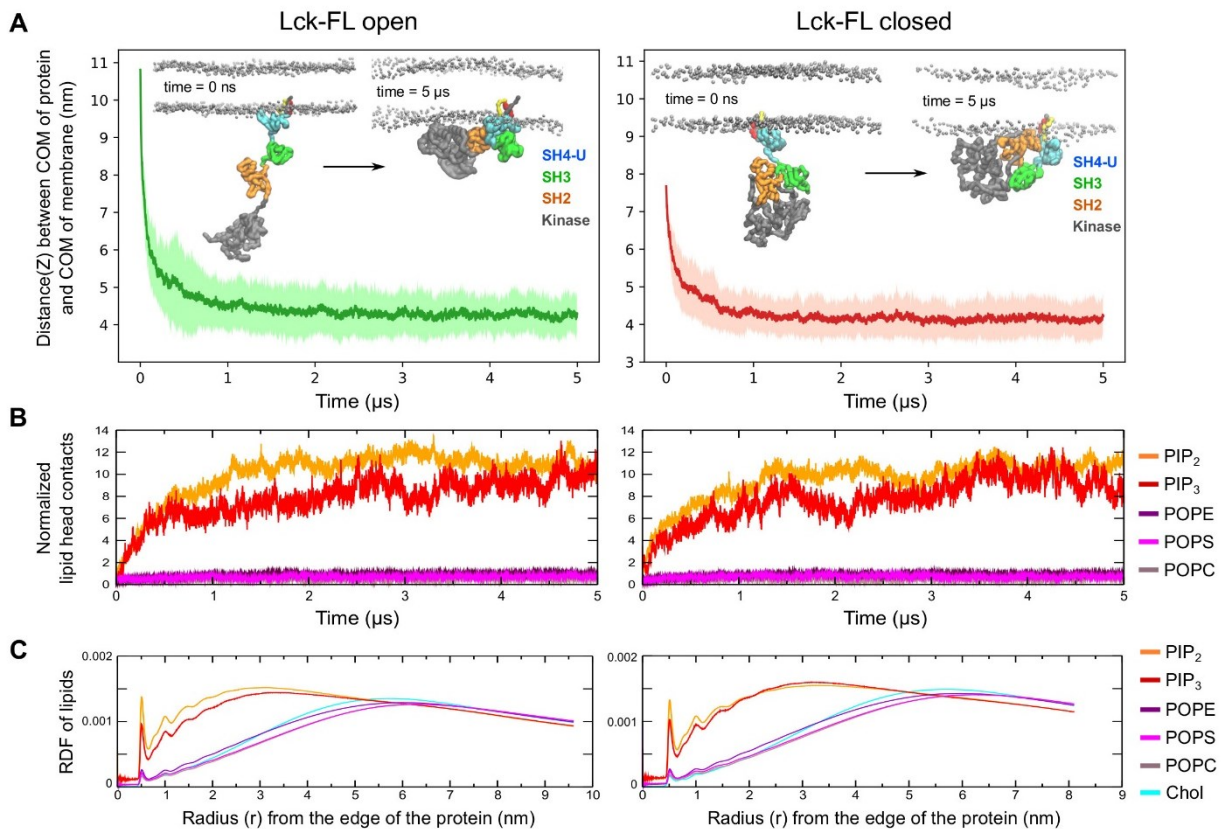 Lck-FL open
Lck-FL closed
A
Distance(Z) between COM of protein
and COM of membrane (nm)
11
10
9
8
7
6
5
4
time = 0 ns
time = 5 µs
SH4-U
SH3
SH2
Kinase
0
1
2
3
4
5
Time (µs)
11
10
9
8
7
6
5
4
3
time = 0 ns
time = 5 µs
SH4-U
SH3
SH2
Kinase
0
1
2
3
4
5
Time (µs)
B
Normalized
lipid head contacts
14
12
10
8
6
4
2
0
0
1
2
3
4
5
Time (µs)
14
12
10
8
6
4
2
0
0
1
2
3
4
5
Time (µs)
PIP2
PIP3
POPE
POPS
POPC
C
RDF of lipids
0.002
0.001
0
0
1
2
3
4
5
6
7
8
9
10
Radius (r) from the edge of the protein (nm)
0.002
0.001
0
0
1
2
3
4
5
6
7
8
9
Radius (r) from the edge of the protein (nm)
PIP2
PIP3
POPE
POPS
POPC
Chol